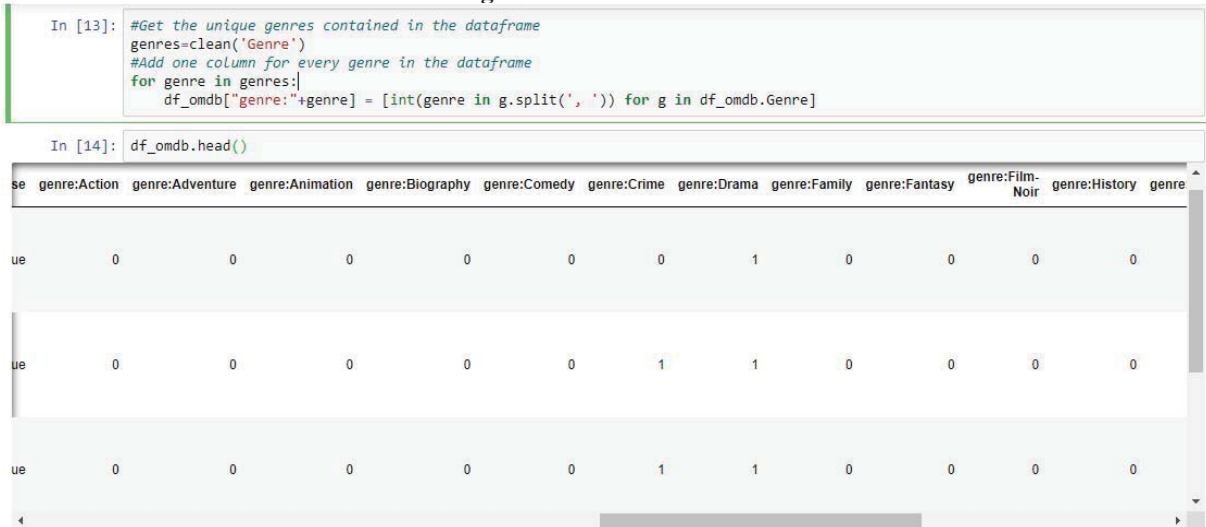 In [13]: #Get the unique genres contained in the dataframe
genres=clean('Genre')
#Add one column for every genre in the dataframe
for genre in genres:
    df_omdb["genre:"+genre] = [int(genre in g.split(', ')) for g in df_omdb.Genre]
In [14]: df_omdb.head()
se genre:Action genre:Adventure genre:Animation genre:Biography genre:Comedy genre:Crime genre:Drama genre:Family genre:Fantasy genre:Film-Noir genre:History genre:
ue 0 0 0 0 0 0 1 0 0 0 0
ue 0 0 0 0 0 1 1 0 0 0 0
ue 0 0 0 0 0 1 1 0 0 0 0